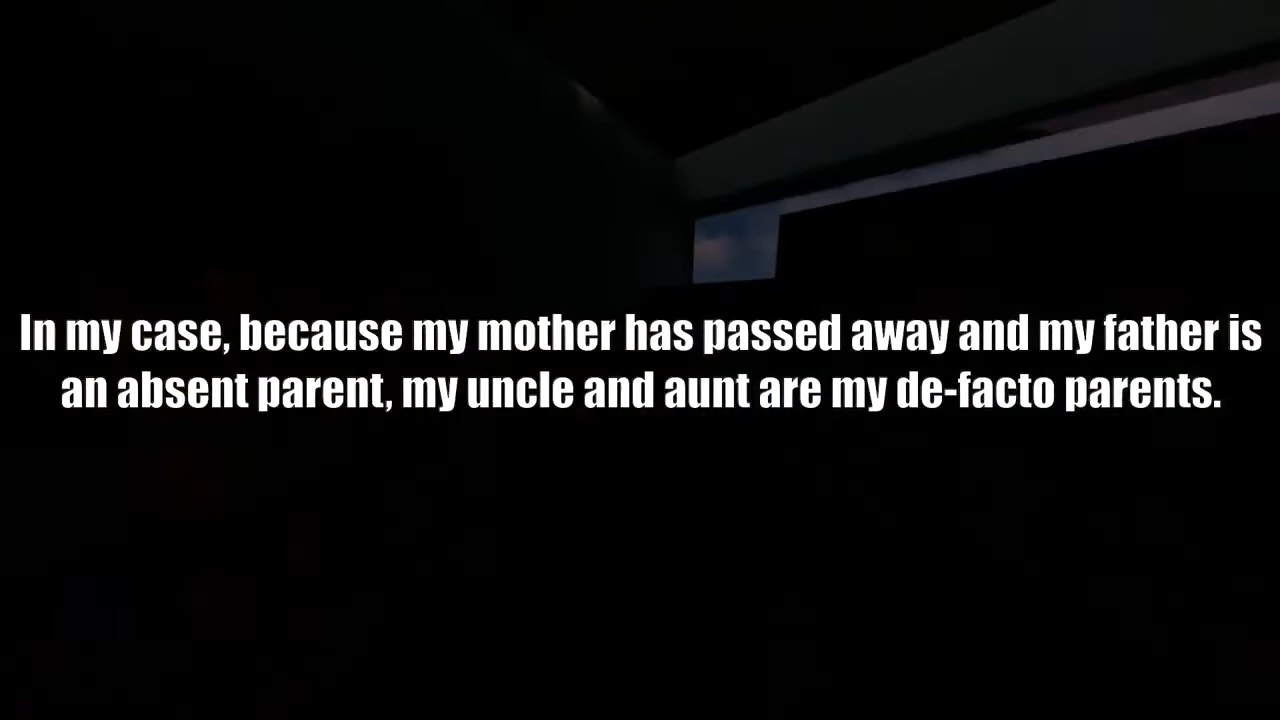 In my case, because my mother has passed away and my father is
an absent parent, my uncle and aunt are my de-facto parents.